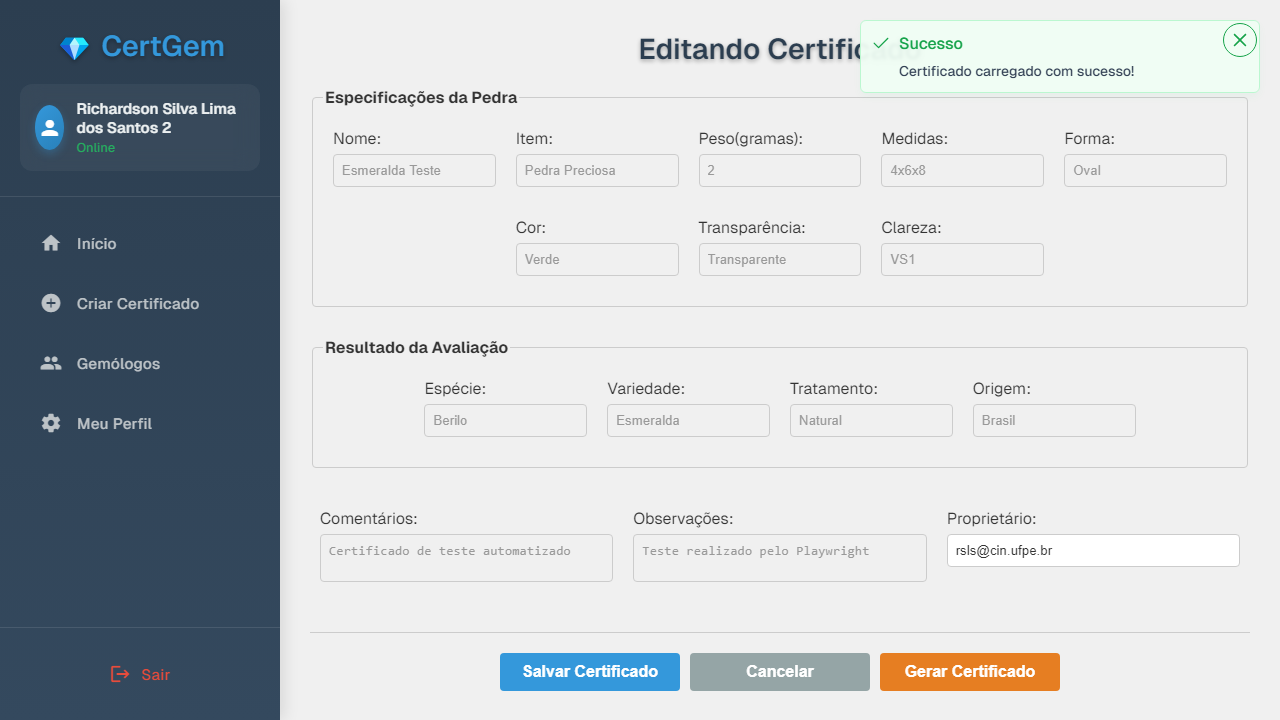 CertGem
Richardson Silva Lima
dos Santos 2
Online
Início
Criar Certificado
Gemólogos
Meu Perfil
Sair
Editando Certific
Sucesso
Certificado carregado com sucesso!
Especificações da Pedra
Nome:
Item:
Peso(gramas):
Medidas:
Forma:
Esmeralda Teste
Pedra Preciosa
2
4x6x8
Oval
Cor:
Transparência:
Clareza:
Verde
Transparente
VS1
Resultado da Avaliação
Espécie:
Variedade:
Tratamento:
Origem:
Berilo
Esmeralda
Natural
Brasil
Comentários:
Observações:
Proprietário:
Certificado de teste automatizado
Teste realizado pelo Playwright
rsls@cin.ufpe.br
Salvar Certificado
Cancelar
Gerar Certificado